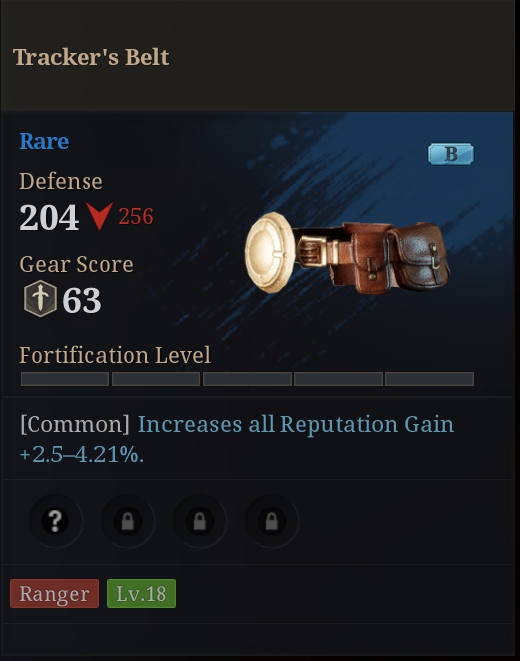 Tracker's Belt
Rare
B
Defense
204 256
Gear Score
63
Fortification Level
[Common] Increases all Reputation Gain
+2.5–4.21%.
?
Ranger Lv.18